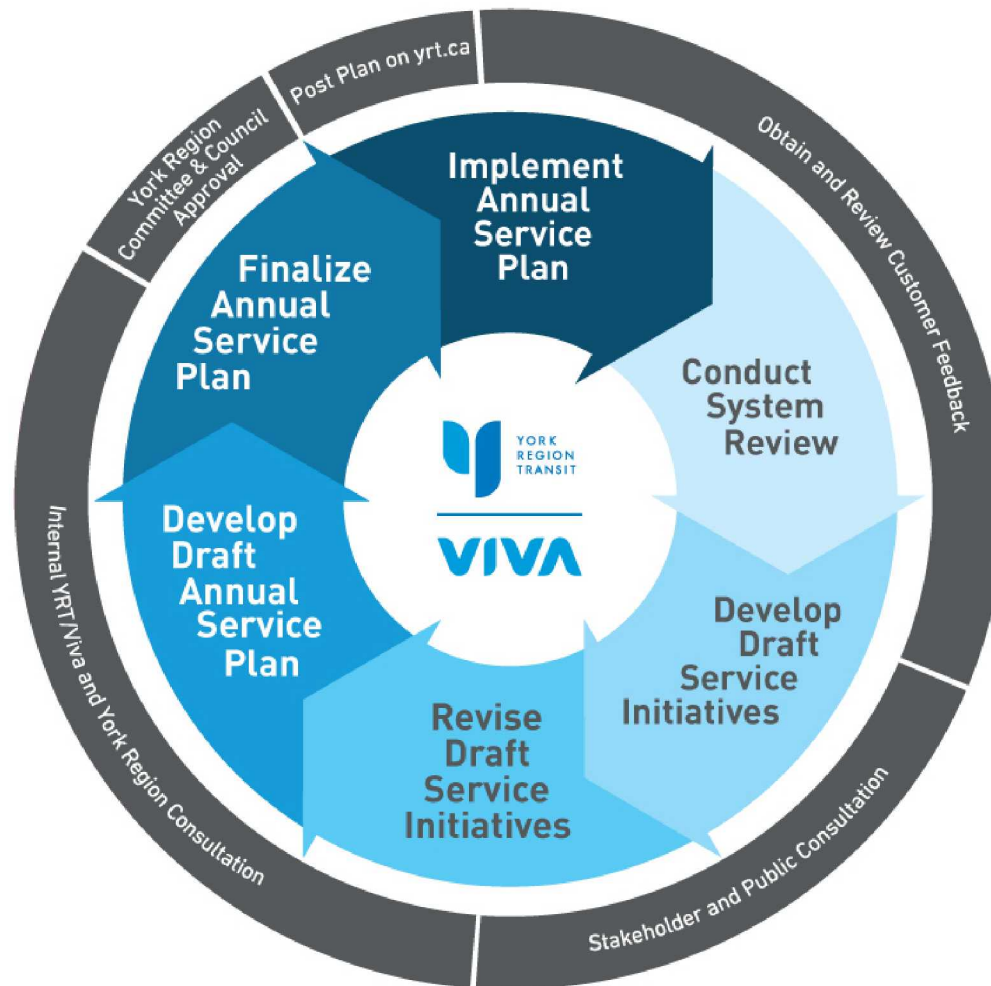 Post Plan on yrt.ca
York Region
Committee & Council
Approval
Obtain and Review Customer Feedback
Implement
Annual
Service
Plan
Finalize
Annual
Service
Plan
Conduct
System
Review
YORK
REGION
TRANSIT
VIVA
Develop
Draft
Annual
Service
Plan
Develop
Draft
Service
Initiatives
Revise
Draft
Service
Initiatives
Internal YRT/Viva and York Region Consultation
Stakeholder and Public Consultation